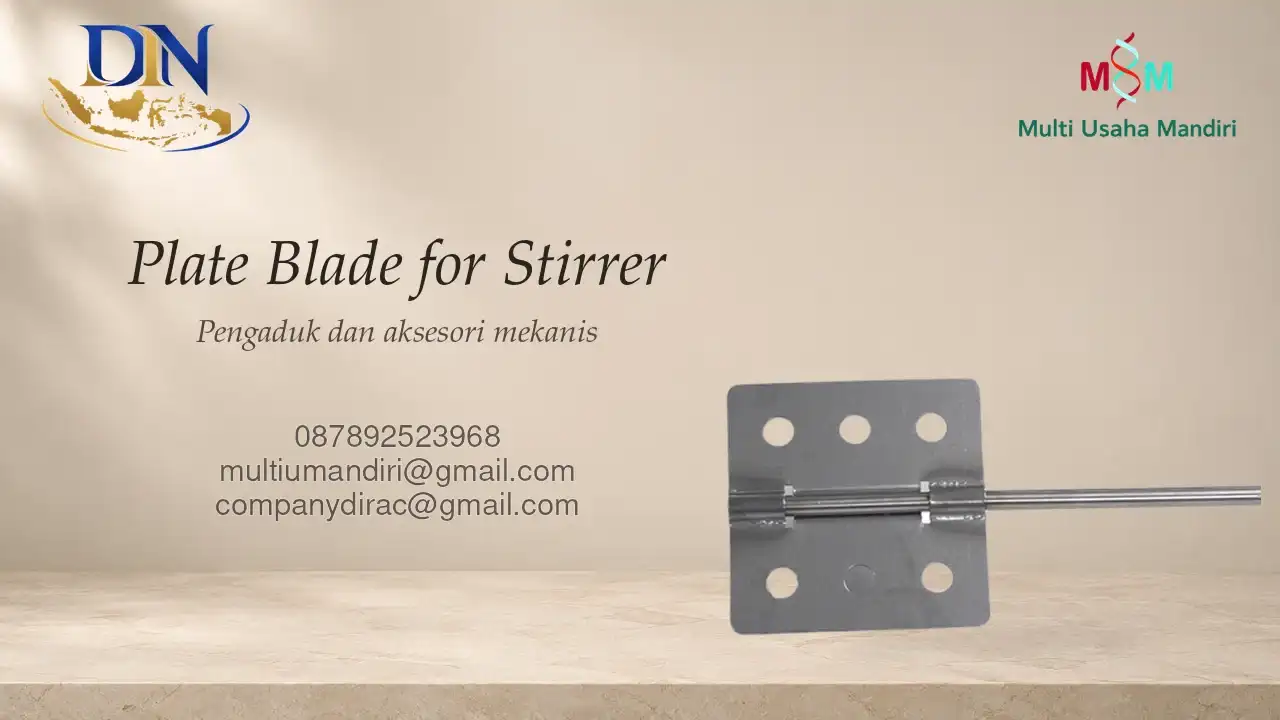 DN
MSM
Multi Usaha Mandiri
Plate Blade for Stirrer
Pengaduk dan aksesori mekanis
087892523968
multiumandiri@gmail.com
companydirac@gmail.com